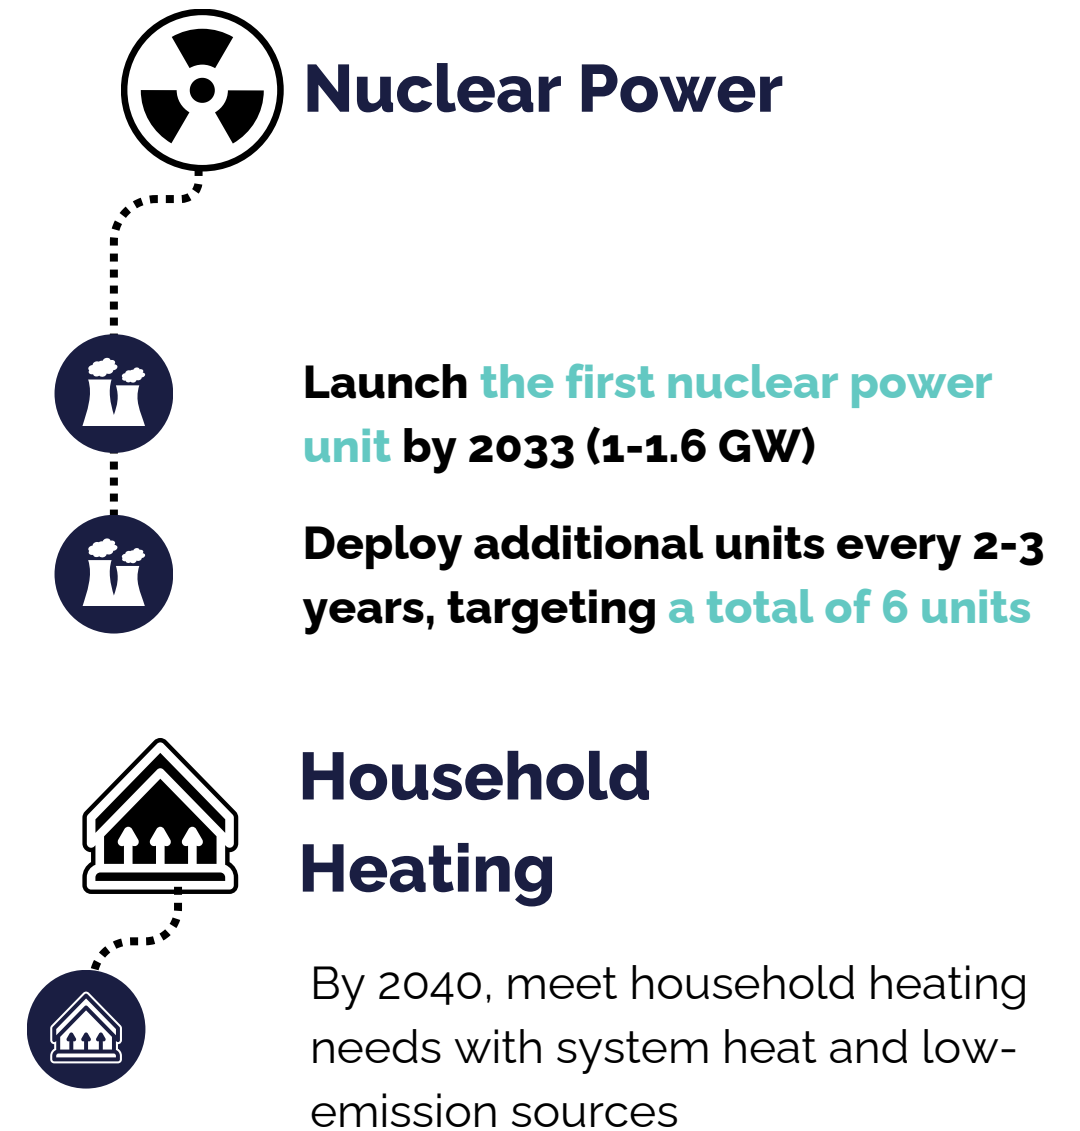 Nuclear Power
Launch the first nuclear power
unit by 2033 (1-1.6 GW)
Deploy additional units every 2-3
years, targeting a total of 6 units
Household
Heating
By 2040, meet household heating
needs with system heat and low-
emission sources